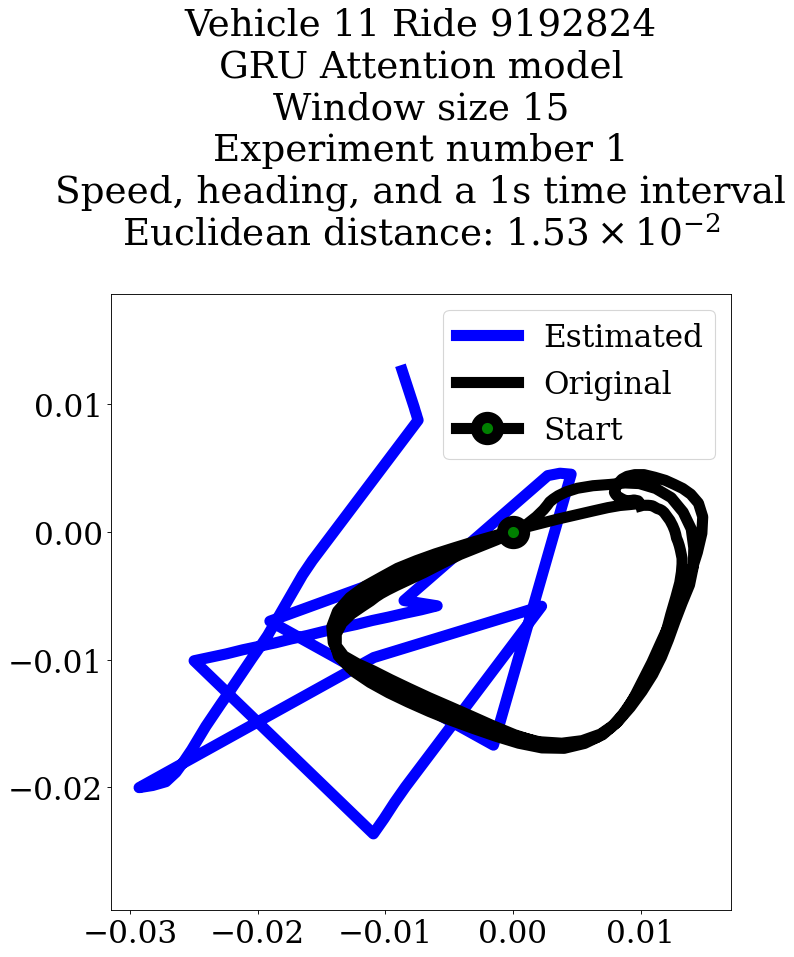 Vehicle 11 Ride 9192824
GRU Attention model
Window size 15
Experiment number 1
Speed, heading, and a 1s time interval
Euclidean distance: 1.53 × 10⁻²
Estimated
Original
Start
0.01
0.00
−0.01
−0.02
−0.03 −0.02 −0.01 0.00 0.01